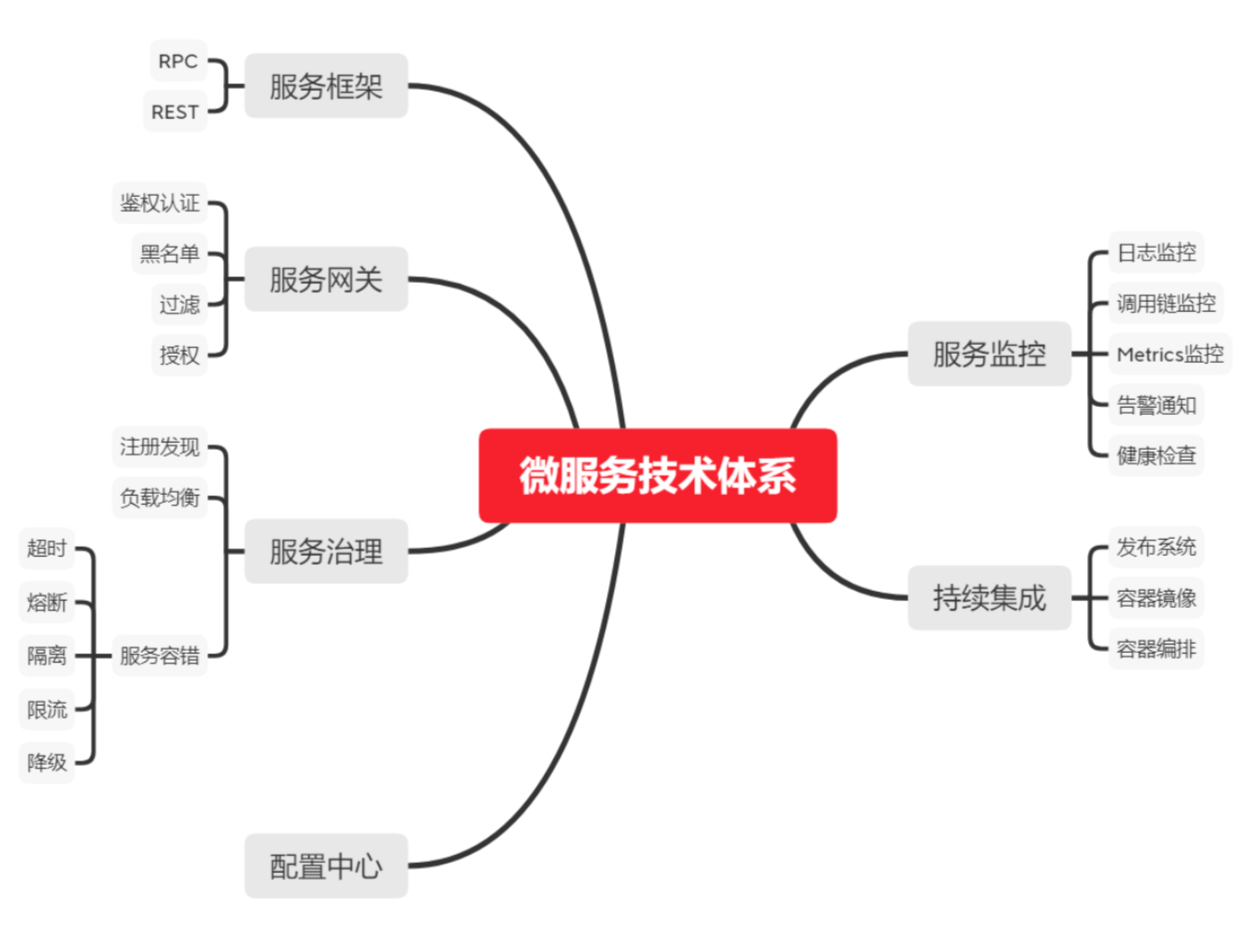 微服务技术体系
服务框架
RPC
REST
服务网关
鉴权认证
黑名单
过滤
授权
服务治理
注册发现
负载均衡
服务容错
超时
熔断
隔离
限流
降级
配置中心
服务监控
日志监控
调用链监控
Metrics监控
告警通知
健康检查
持续集成
发布系统
容器镜像
容器编排